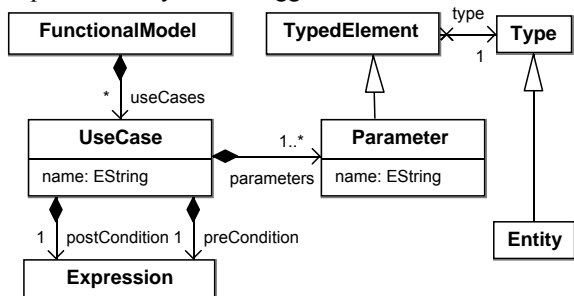 FunctionalModel
TypedElement
type
Type
1
*
useCases
UseCase
1..*
Parameter
name: EString
parameters
name: EString
1
postCondition
1
preCondition
Entity
Expression